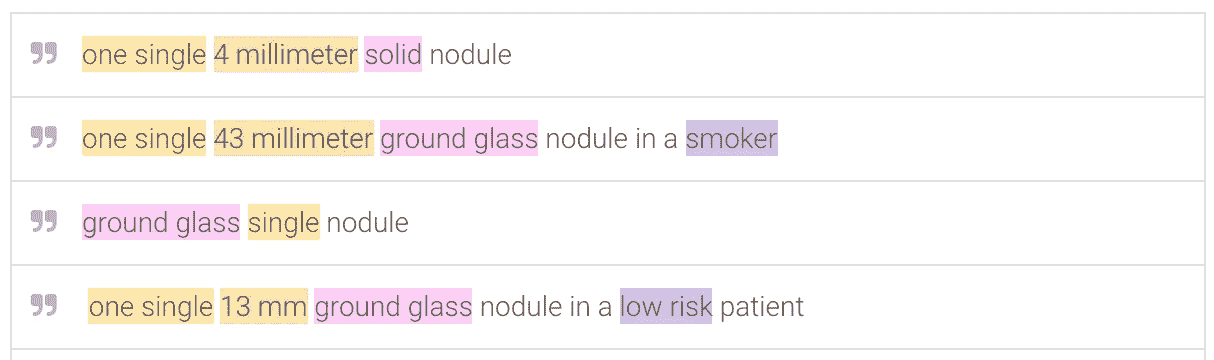 one single 4 millimeter solid nodule
one single 43 millimeter ground glass nodule in a smoker
ground glass single nodule
one single 13 mm ground glass nodule in a low risk patient